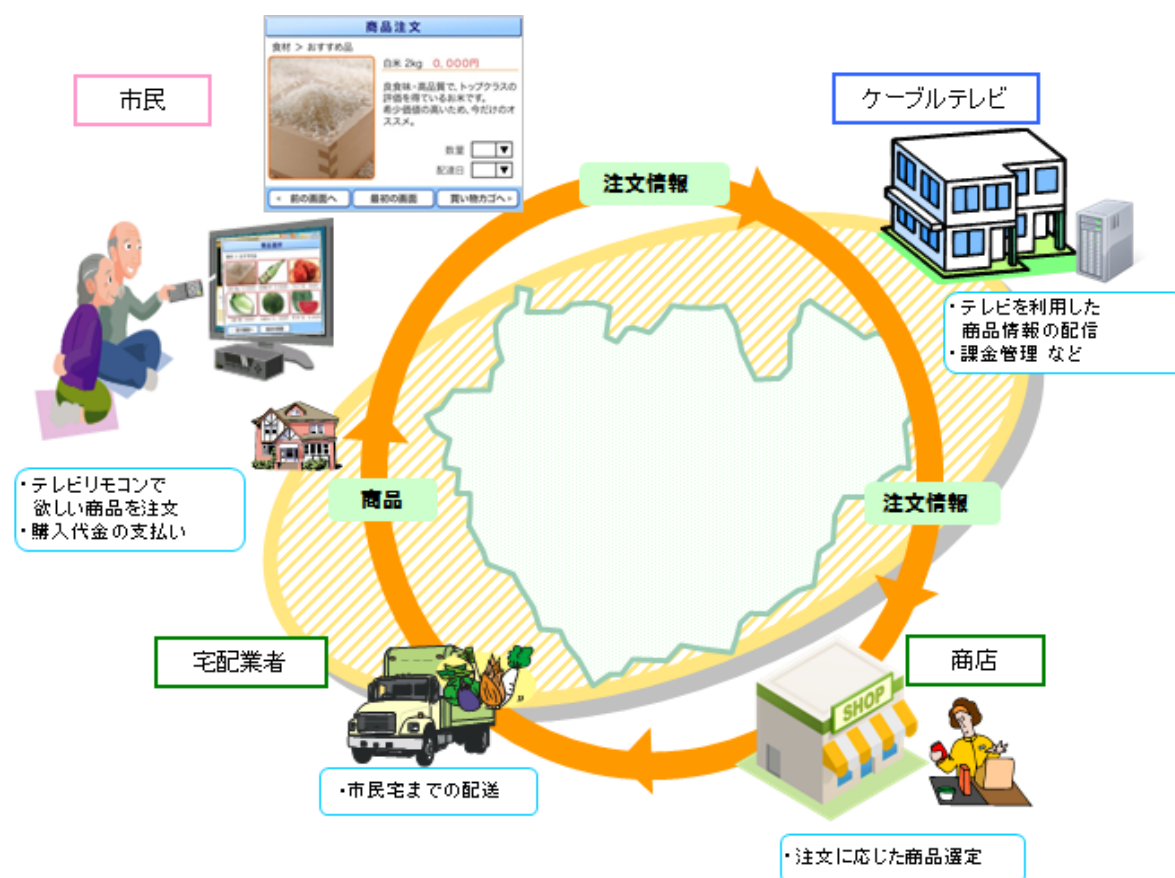 商品注文
食材 > おすすめ品
白米 2kg 0,000円
良食味・高品質で、トップクラスの
評価を得ているお米です。
希少価値の高いため、今だけのオ
ススメ。
数量
配達日
< 前の画面へ
最初の画面
買い物カゴへ >
市民
ケーブルテレビ
注文情報
・テレビを利用した
商品情報の配信
・課金管理 など
・テレビリモコンで
欲しい商品を注文
・購入代金の支払い
商品
注文情報
宅配業者
商店
SHOP
・市民宅までの配送
・注文に応じた商品選定